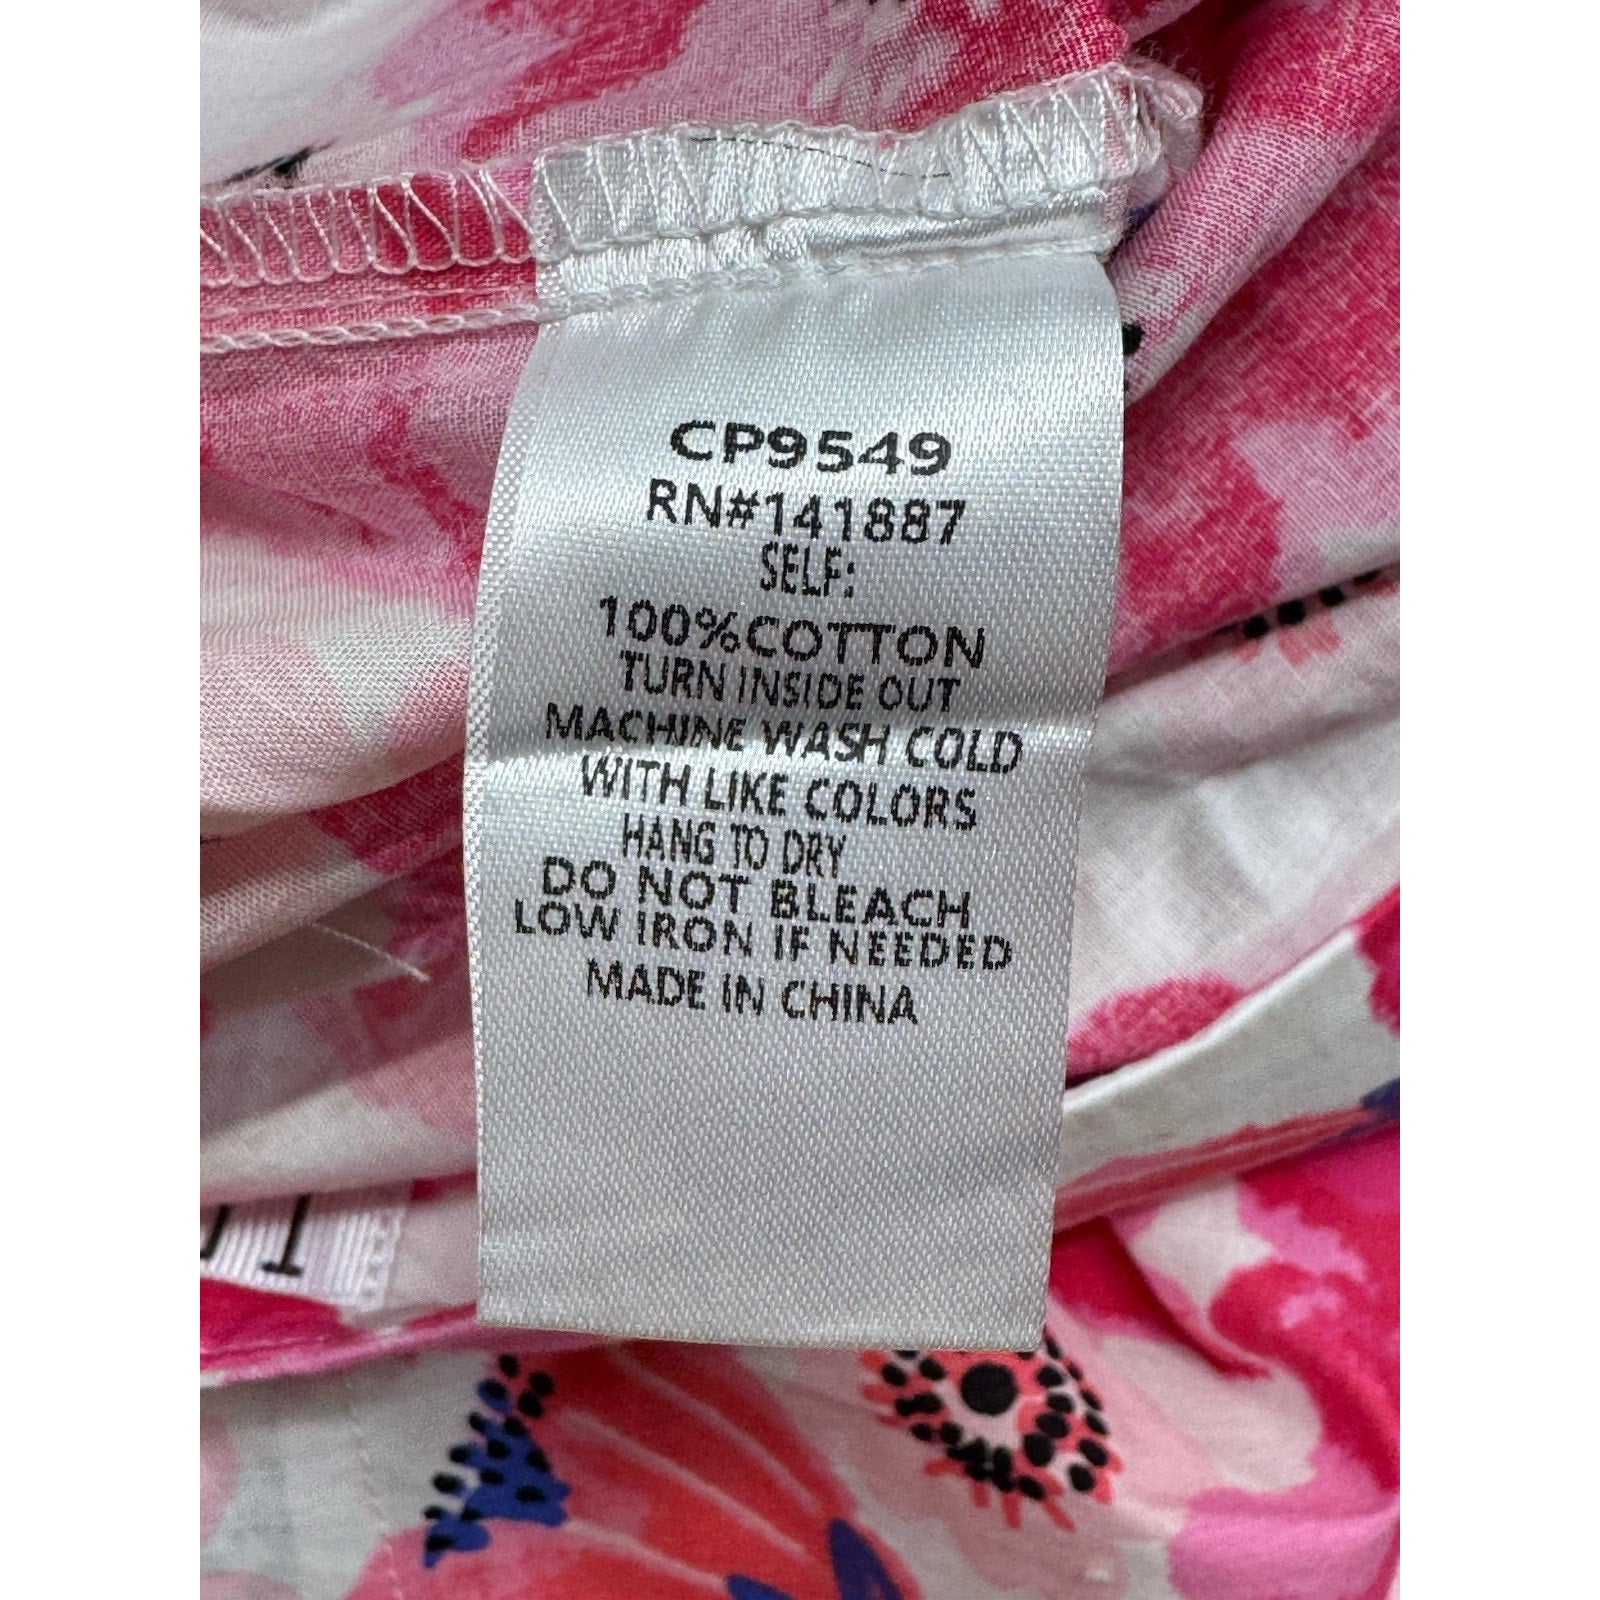 CP9549
RN#141887
SELF:
100%COTTON
TURN INSIDE OUT
MACHINE WASH COLD
WITH LIKE COLORS
HANG TO DRY
DO NOT BLEACH
LOW IRON IF NEEDED
MADE IN CHINA